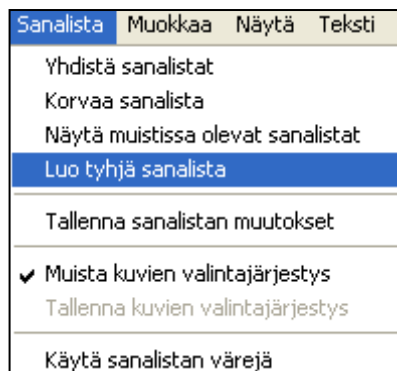 Sanalista Muokkaa Näytä Teksti
Yhdistä sanalistat
Korvaa sanalista
Näytä muistissa olevat sanalistat
Luo tyhjä sanalista
Tallenna sanalistan muutokset
✓ Muista kuvien valintajärjestys
Tallenna kuvien valintajärjestys
Käytä sanalistan värejä